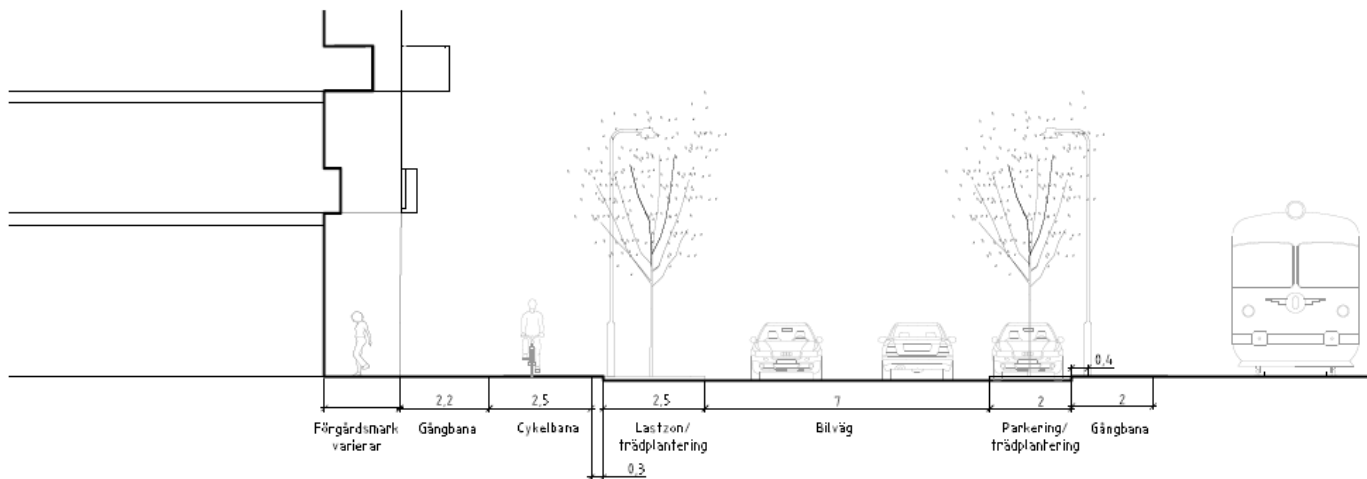 0,4
2,2
2,5
2,5
7
2
2
Förgårdsmark
varierar
Gångbana
Cykelbana
Lastzon/
trädplantering
Bilväg
Parkering/
trädplantering
Gångbana
0,3